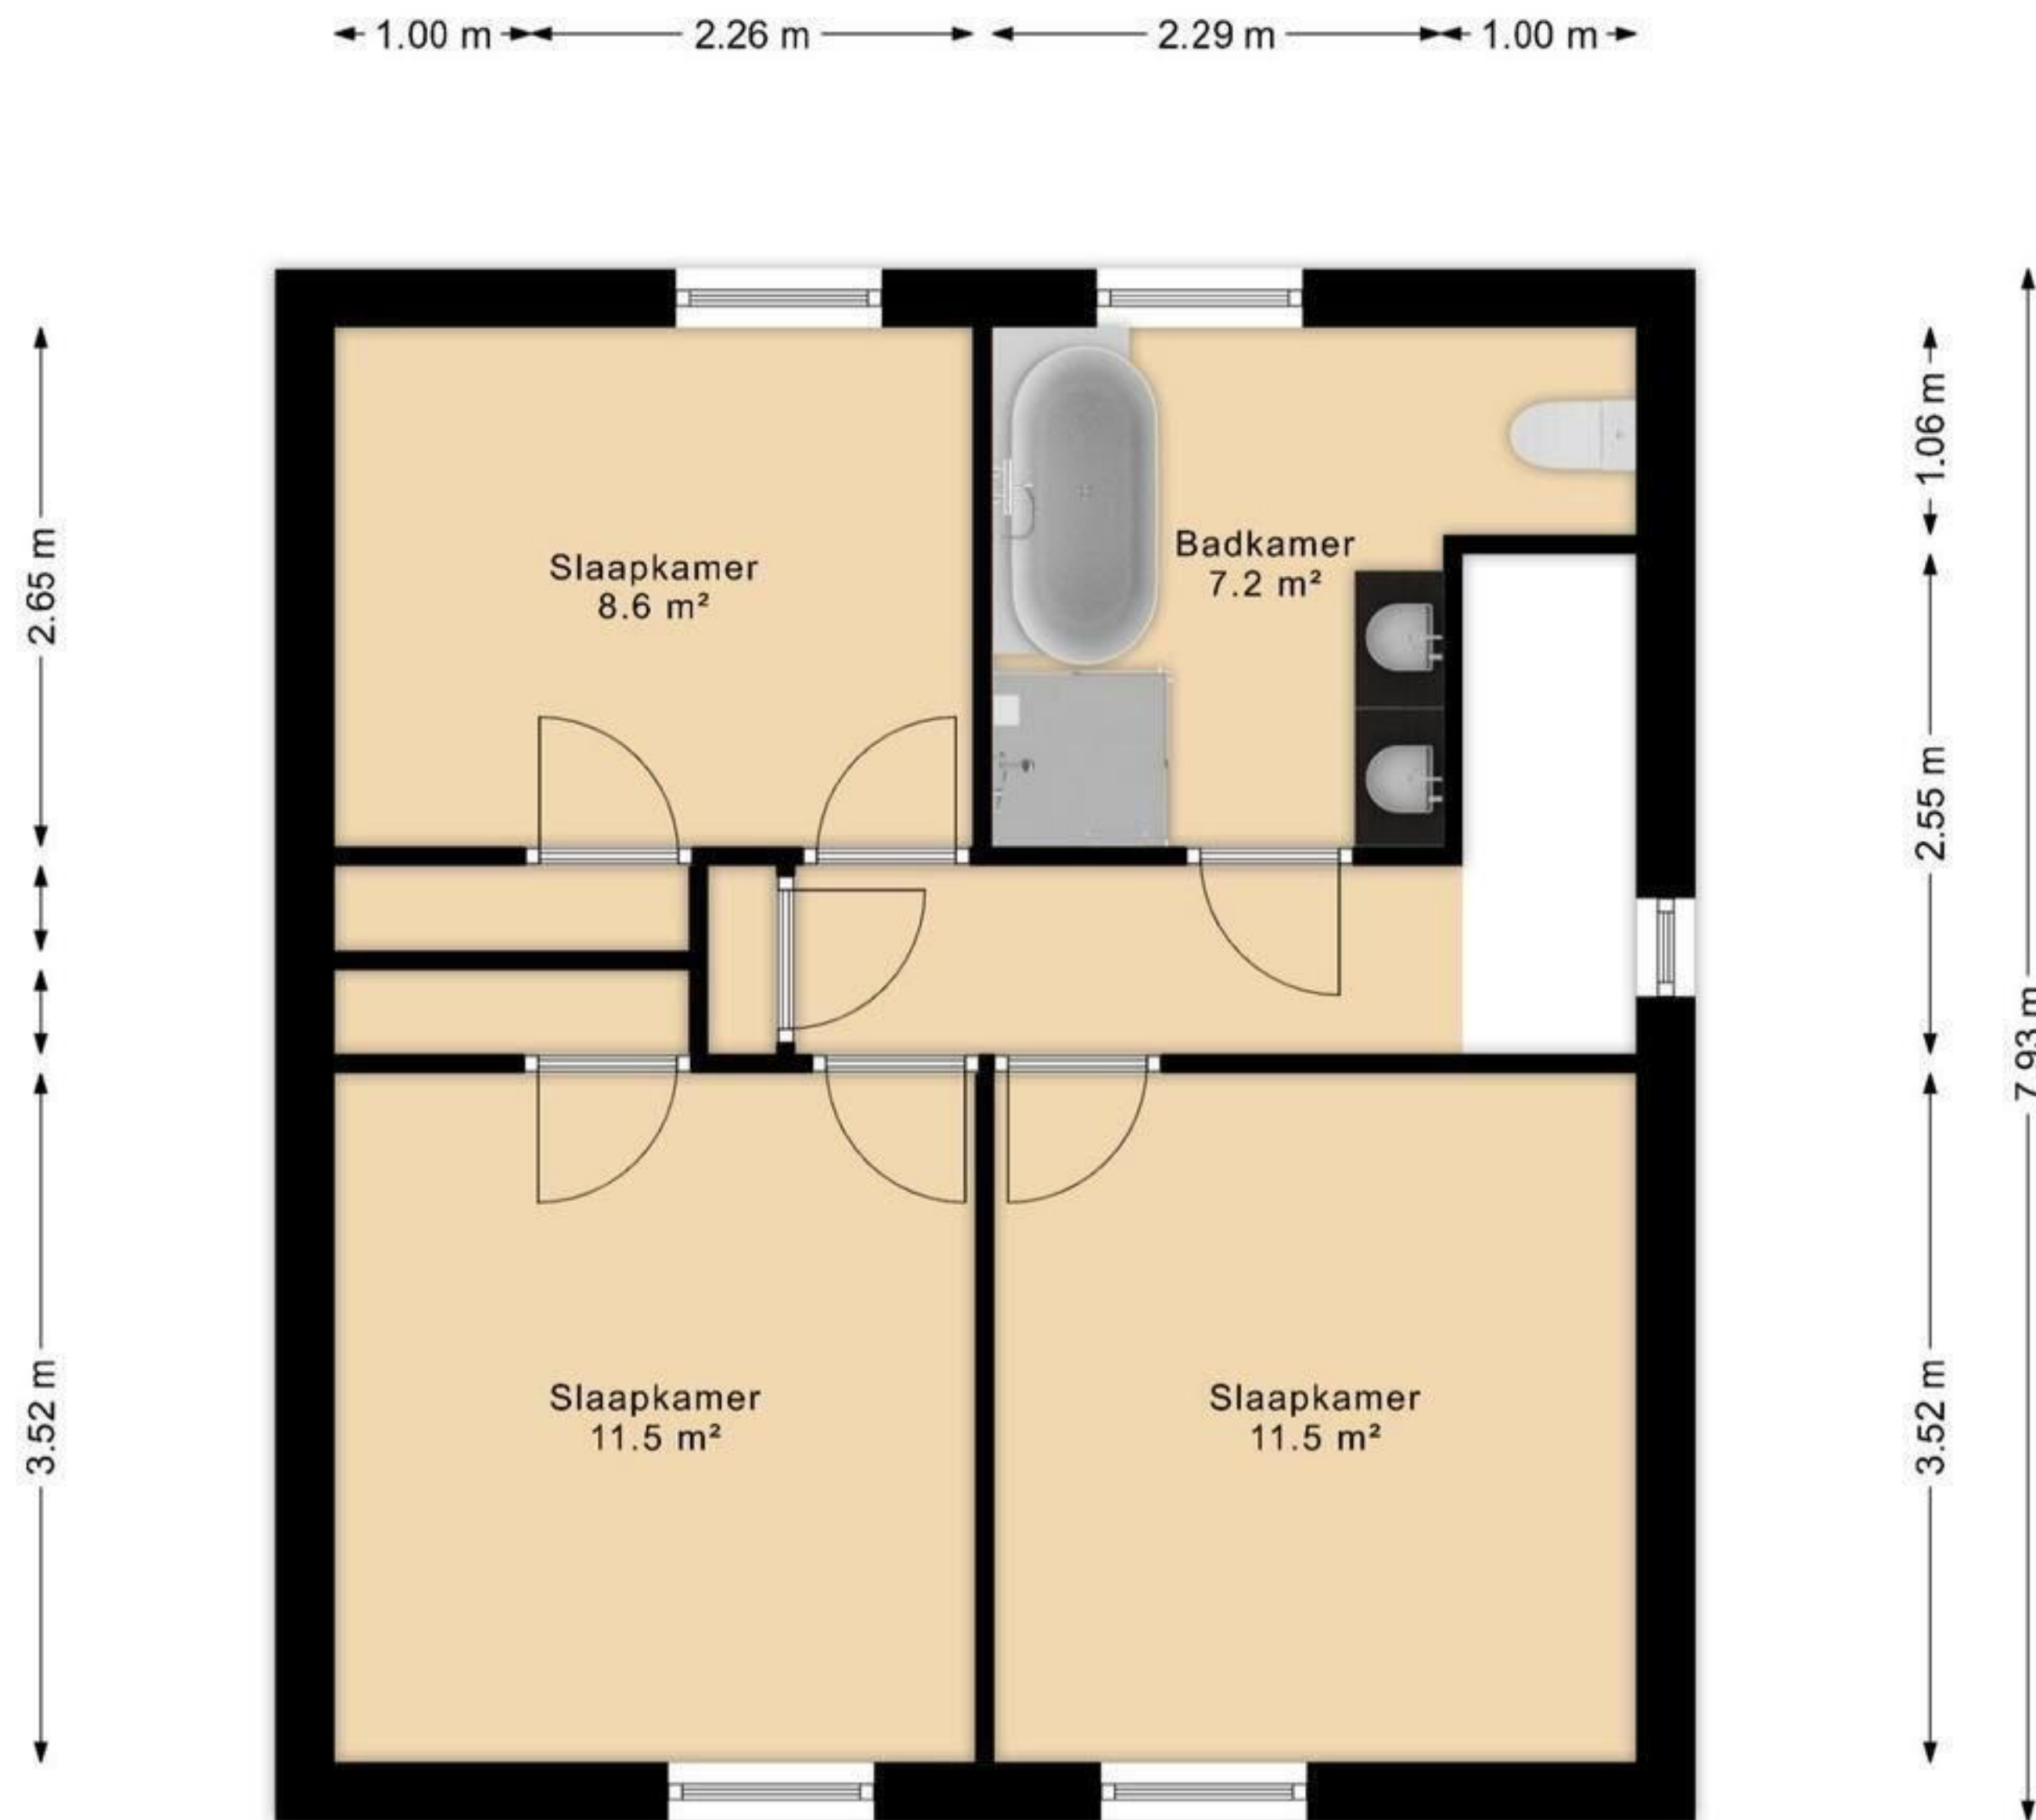 1.00 m
2.26 m
2.29 m
1.00 m
2.65 m
1.06 m
Slaapkamer
8.6 m²
Badkamer
7.2 m²
2.55 m
7.93 m
3.52 m
Slaapkamer
11.5 m²
Slaapkamer
11.5 m²
3.52 m